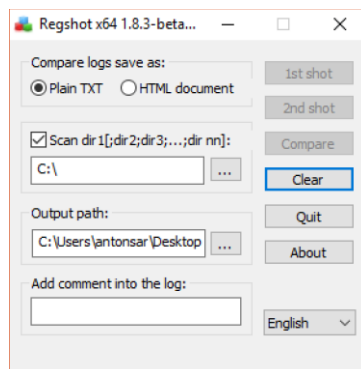 Regshot x64 1.8.3-beta...
Compare logs save as:
Plain TXT
HTML document
Scan dir1[;dir2;dir3;...;dir nn]:
C:\
...
Output path:
C:\Users\antonsar\Desktop
...
Add comment into the log:
1st shot
2nd shot
Compare
Clear
Quit
About
English